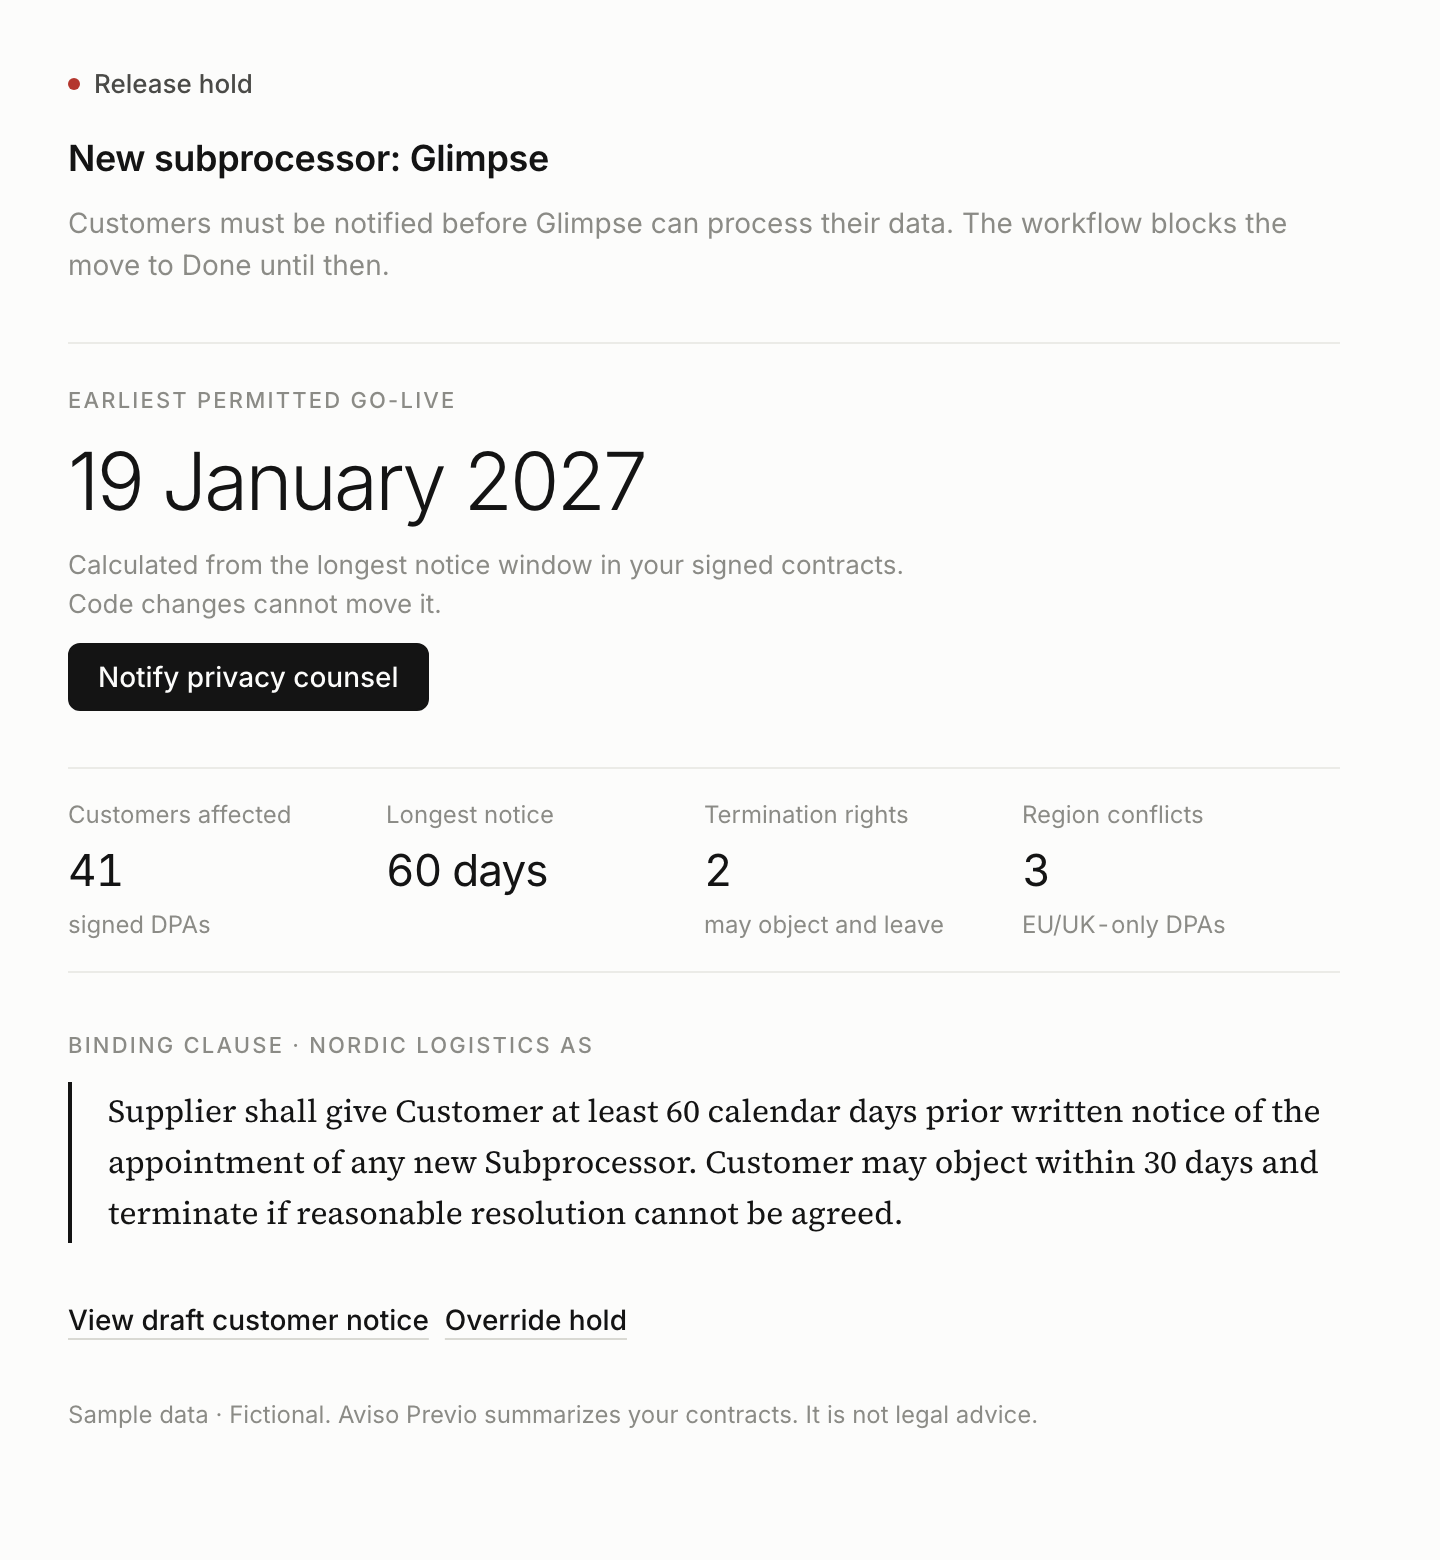 Release hold
New subprocessor: Glimpse
Customers must be notified before Glimpse can process their data. The workflow blocks the
move to Done until then.
EARLIEST PERMITTED GO-LIVE
19 January 2027
Calculated from the longest notice window in your signed contracts.
Code changes cannot move it.
Notify privacy counsel
Customers affected
41
signed DPAs
Longest notice
60 days
Termination rights
2
may object and leave
Region conflicts
3
EU/UK-only DPAs
BINDING CLAUSE · NORDIC LOGISTICS AS
Supplier shall give Customer at least 60 calendar days prior written notice of the
appointment of any new Subprocessor. Customer may object within 30 days and
terminate if reasonable resolution cannot be agreed.
View draft customer notice Override hold
Sample data · Fictional. Aviso Previo summarizes your contracts. It is not legal advice.